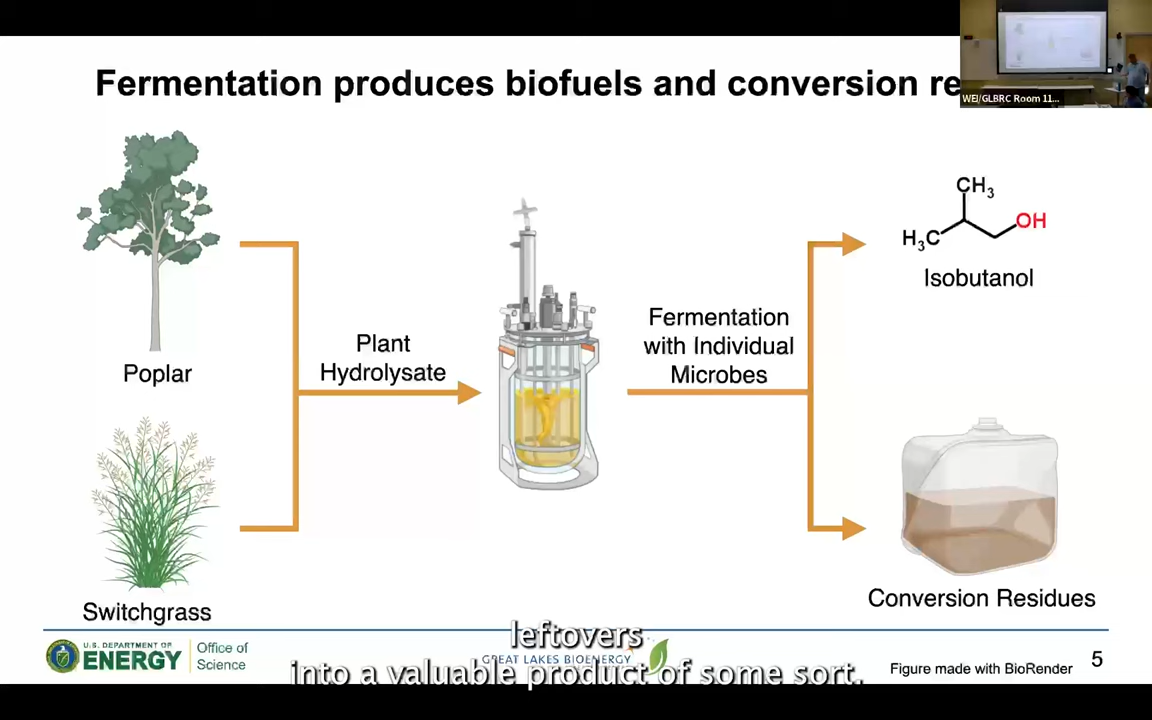 Fermentation produces biofuels and conversion re
WEI/GLBRC Room 11...
CH3
H3C
OH
Isobutanol
Poplar
Plant
Hydrolysate
Fermentation
with Individual
Microbes
Switchgrass
Conversion Residues
U.S. DEPARTMENT OF
ENERGY
Office of
Science
GREAT LAKES BIOENERGY
leftovers
into a valuable product of some sort.
Figure made with BioRender
5